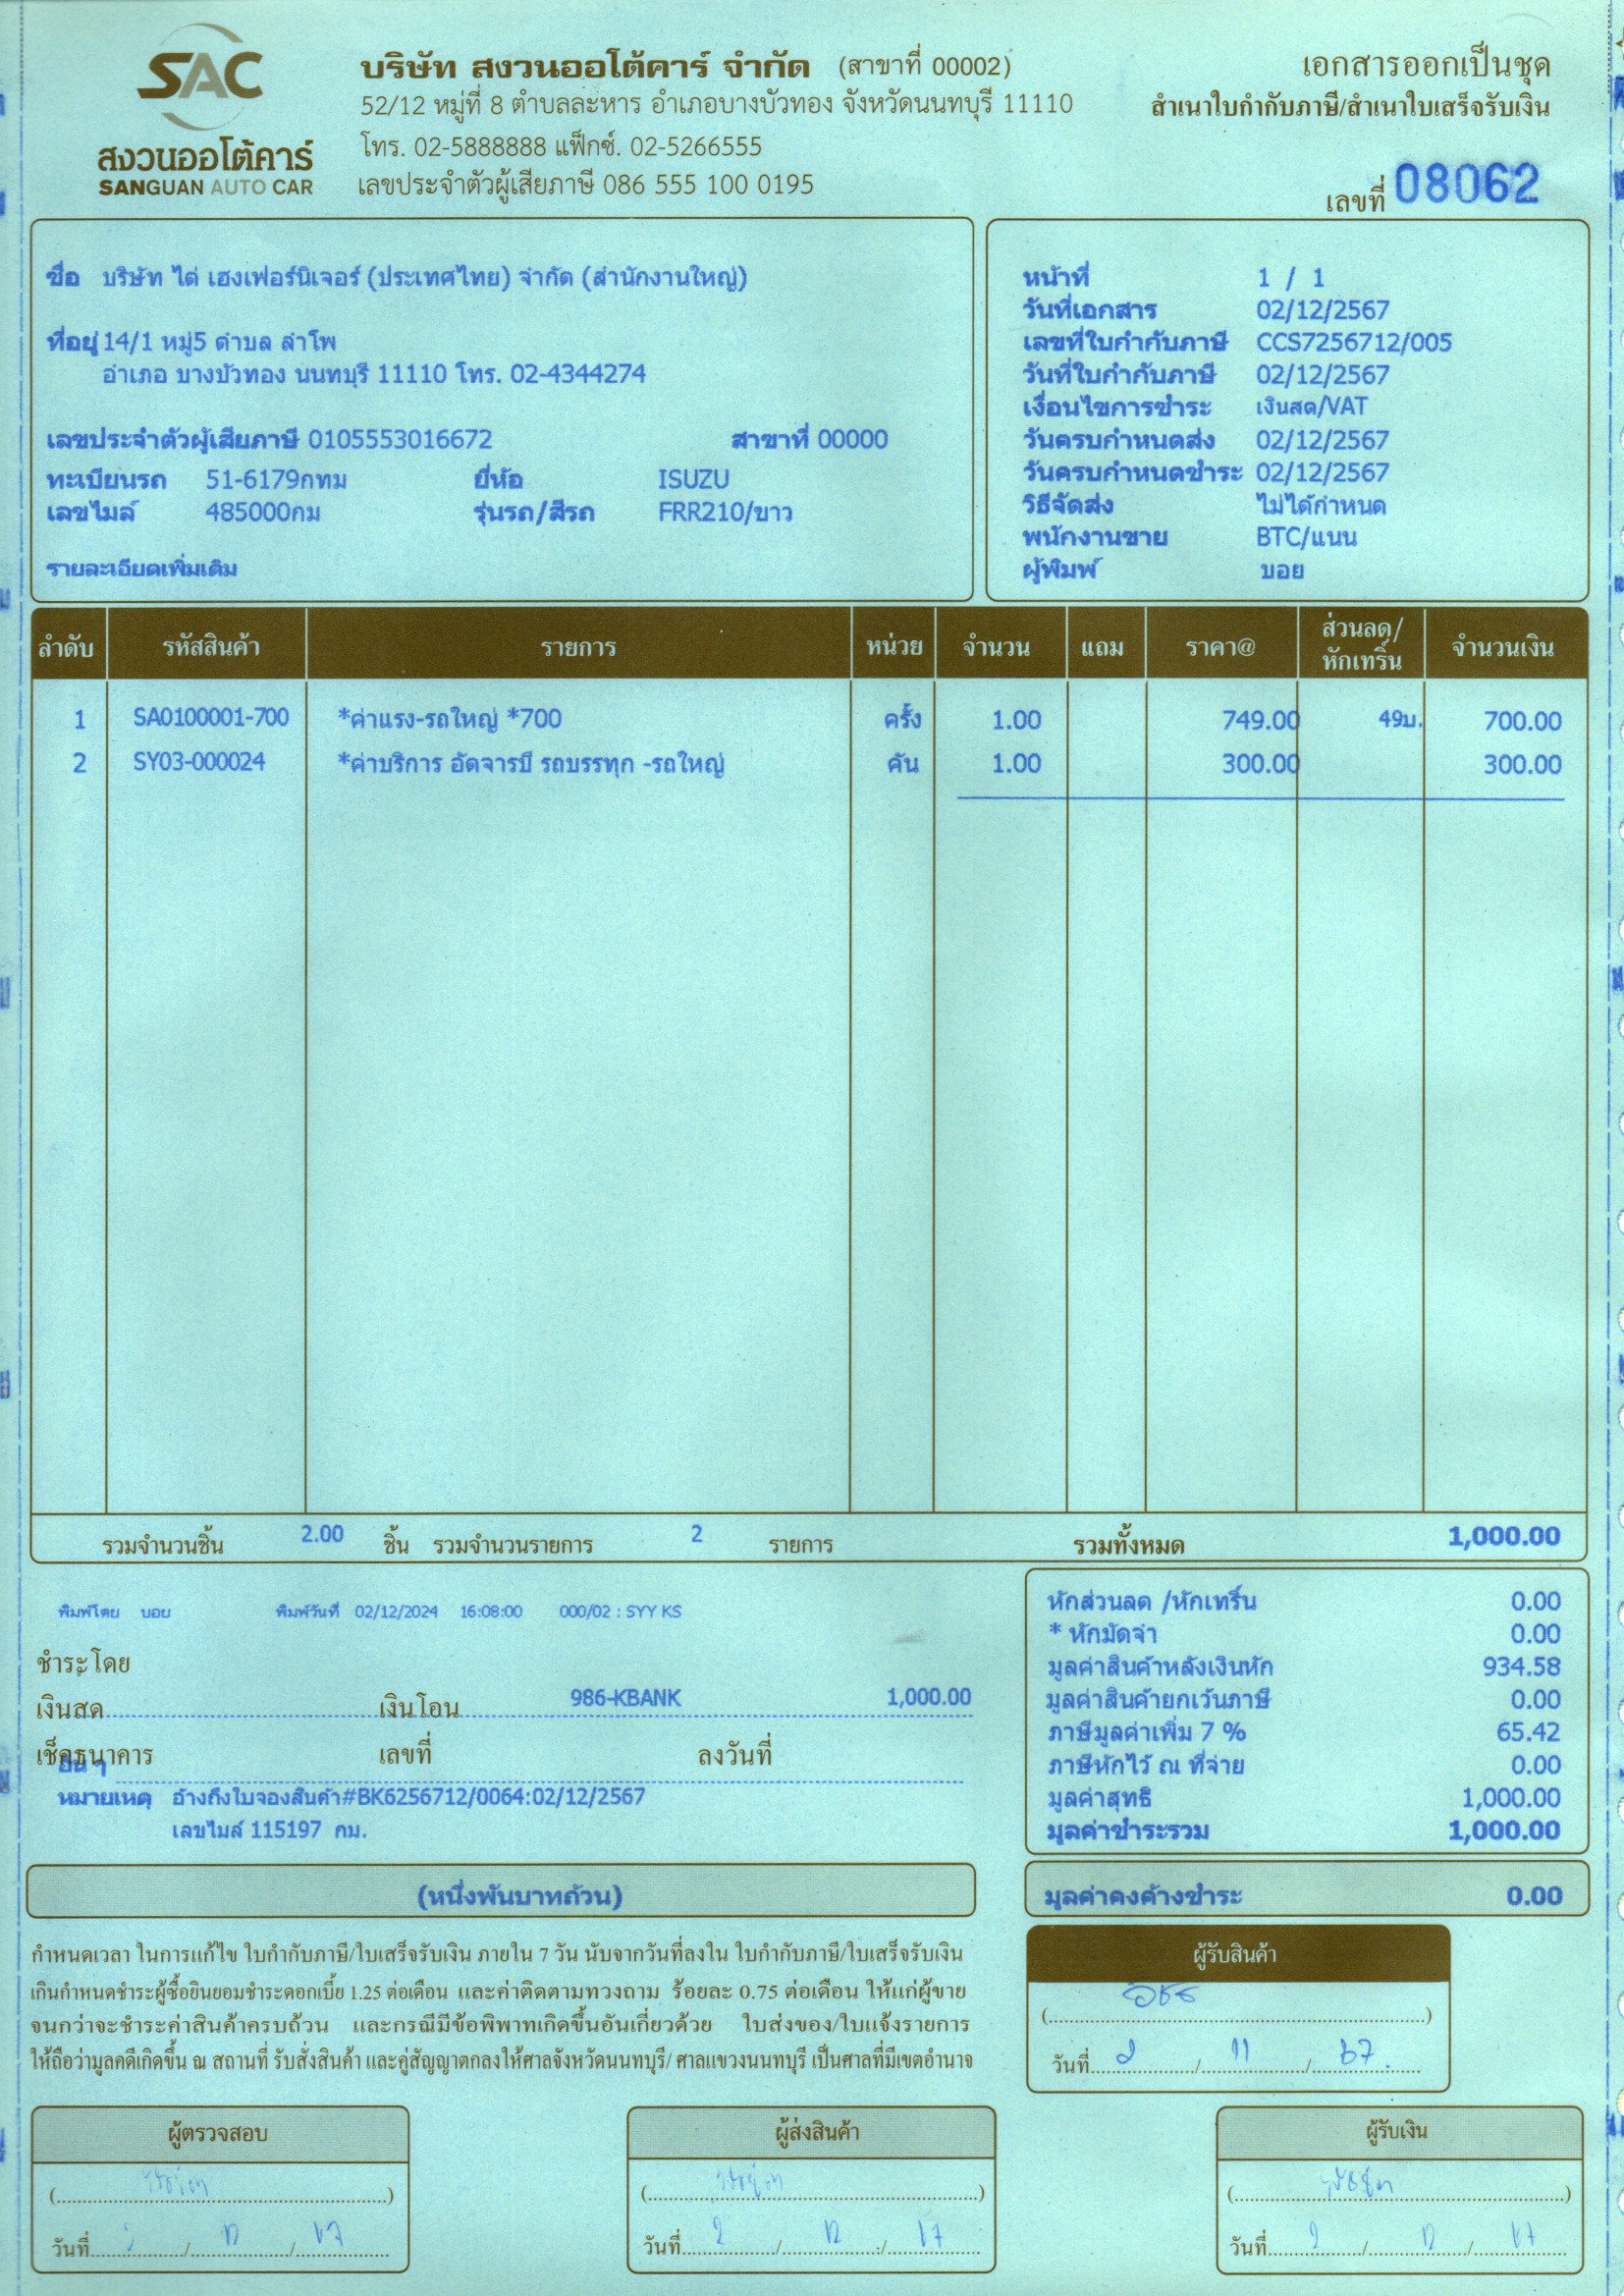 SAC
สงวนออโต้คาร์
SANGUAN AUTO CAR
บริษัท สงวนออโต้คาร์ จำกัด (สาขาที่ 00002)
52/12 หมู่ที่ 8 ตำบลละหาร อำเภอบางบัวทอง จังหวัดนนทบุรี 11110
โทร. 02-5888888 แฟ็กซ์. 02-5266555
เลขประจำตัวผู้เสียภาษี 086 555 100 0195
เอกสารออกเป็นชุด
สำเนาใบกำกับภาษี/สำเนาใบเสร็จรับเงิน
เลขที่ 08062
ชื่อ บริษัท ไต่ เฮงเฟอร์นิเจอร์ (ประเทศไทย) จำกัด (สำนักงานใหญ่)
ที่อยู่ 14/1 หมู่5 ตำบล ลำโพ
อำเภอ บางบัวทอง นนทบุรี 11110 โทร. 02-4344274
เลขประจำตัวผู้เสียภาษี 0105553016672 สาขาที่ 00000
ทะเบียนรถ 51-6179กทม ยี่ห้อ ISUZU
เลขไมล์ 485000กม รุ่นรถ/สีรถ FRR210/ขาว
รายละเอียดเพิ่มเติม
หน้าที่ 1 / 1
วันที่เอกสาร 02/12/2567
เลขที่ใบกำกับภาษี CCS7256712/005
วันที่ใบกำกับภาษี 02/12/2567
เงื่อนไขการชำระ เงินสด/VAT
วันครบกำหนดส่ง 02/12/2567
วันครบกำหนดชำระ 02/12/2567
วิธีจัดส่ง ไม่ได้กำหนด
พนักงานขาย BTC/แนน
ผู้พิมพ์ บอย
ลำดับ รหัสสินค้า รายการ หน่วย จำนวน แถม ราคา@ ส่วนลด/หักเทริ์น จำนวนเงิน
1 SA0100001-700 *ค่าแรง-รถใหญ่ *700 ครั้ง 1.00 749.00 49บ. 700.00
2 SY03-000024 *ค่าบริการ อัดจารบี รถบรรทุก -รถใหญ่ คัน 1.00 300.00 300.00
รวมจำนวนชิ้น 2.00 ชิ้น รวมจำนวนรายการ 2 รายการ รวมทั้งหมด 1,000.00
พิมพ์โดย บอย พิมพ์วันที่ 02/12/2024 16:08:00 000/02 : SYY KS
ชำระโดย
เงินสด เงินโอน 986-KBANK 1,000.00
เช็คธนาคาร เลขที่ ลงวันที่
อื่น ๆ
หมายเหตุ อ้างถึงใบจองสินค้า#BK6256712/0064:02/12/2567
เลขไมล์ 115197 กม.
หักส่วนลด /หักเทริ์น 0.00
* หักมัดจำ 0.00
มูลค่าสินค้าหลังเงินหัก 934.58
มูลค่าสินค้ายกเว้นภาษี 0.00
ภาษีมูลค่าเพิ่ม 7 % 65.42
ภาษีหักไว้ ณ ที่จ่าย 0.00
มูลค่าสุทธิ 1,000.00
มูลค่าชำระรวม 1,000.00
(หนึ่งพันบาทถ้วน)
มูลค่าคงค้างชำระ 0.00
กำหนดเวลา ในการแก้ไข ใบกำกับภาษี/ใบเสร็จรับเงิน ภายใน 7 วัน นับจากวันที่ลงใน ใบกำกับภาษี/ใบเสร็จรับเงิน
เกินกำหนดชำระผู้ซื้อยินยอมชำระดอกเบี้ย 1.25 ต่อเดือน และค่าติดตามทวงถาม ร้อยละ 0.75 ต่อเดือน ให้แก่ผู้ขาย
จนกว่าจะชำระค่าสินค้าครบถ้วน และกรณีมีข้อพิพาทเกิดขึ้นอันเกี่ยวด้วย ใบส่งของ/ใบแจ้งรายการ
ให้ถือว่ามูลคดีเกิดขึ้น ณ สถานที่ รับสั่งสินค้า และคู่สัญญาตกลงให้ศาลจังหวัดนนทบุรี/ ศาลแขวงนนทบุรี เป็นศาลที่มีเขตอำนาจ
ผู้รับสินค้า
วันที่ 2 / 11 / 67
ผู้ตรวจสอบ
วันที่ 2 / 12 / 67
ผู้ส่งสินค้า
วันที่ 2 / 12 / 67
ผู้รับเงิน
วันที่ 2 / 12 / 67